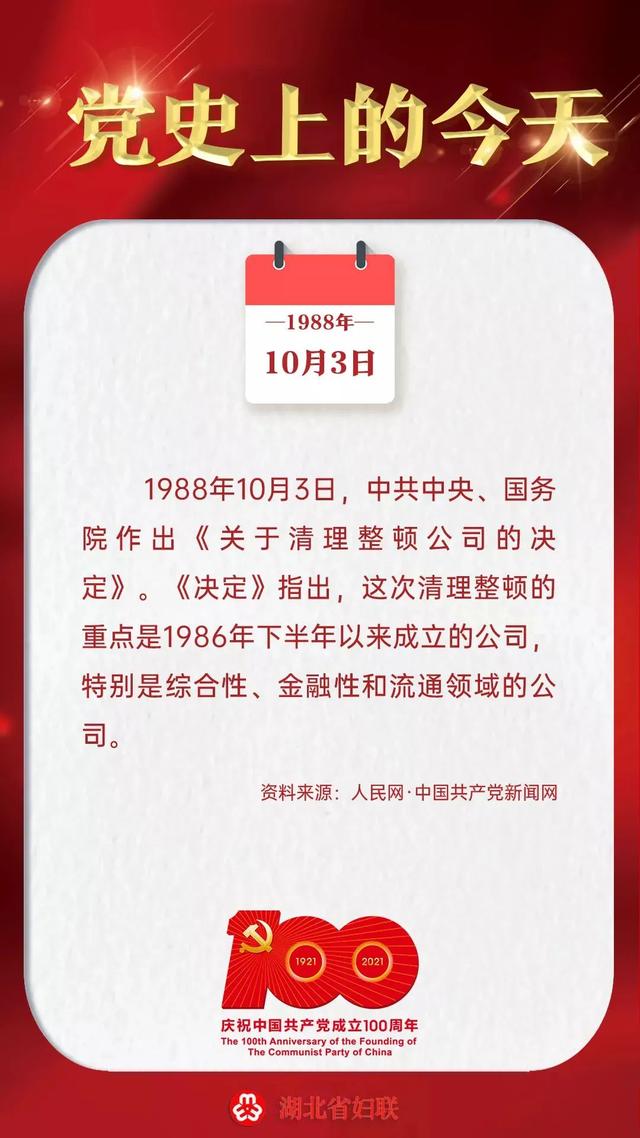 党史上的今天
—1988年—
10月3日
1988年10月3日，中共中央、国务
院作出《关于清理整顿公司的决
定》。《决定》指出，这次清理整顿的
重点是1986年下半年以来成立的公司，
特别是综合性、金融性和流通领域的公
司。
资料来源：人民网·中国共产党新闻网
1921 2021
庆祝中国共产党成立100周年
The 100th Anniversary of the Founding of
The Communist Party of China
湖北省妇联